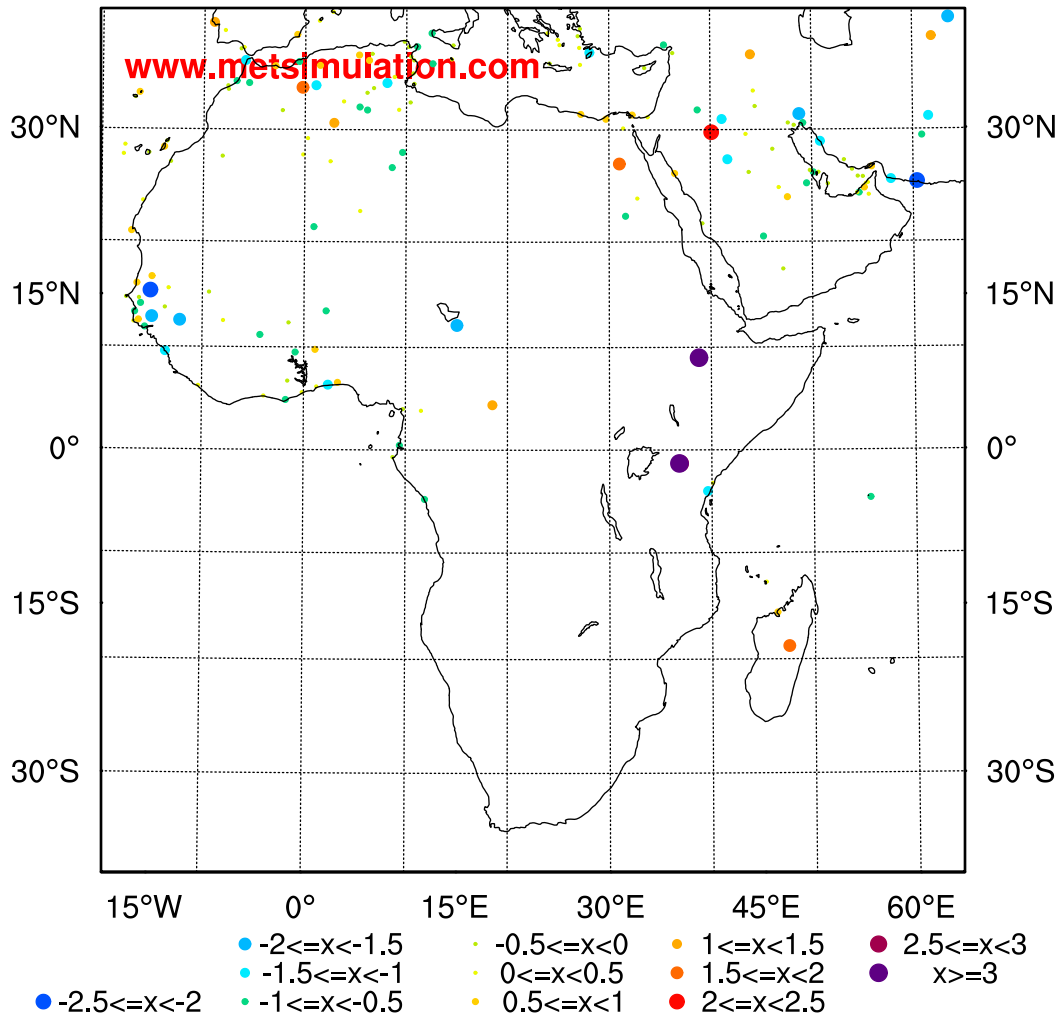 www.metsimulation.com
30°N 30°N
15°N 15°N
0° 0°
15°S 15°S
30°S 30°S
15°W 0° 15°E 30°E 45°E 60°E
-2<=x<-1.5 -0.5<=x<0 1<=x<1.5 2.5<=x<3
-1.5<=x<-1 0<=x<0.5 1.5<=x<2 x>=3
-2.5<=x<-2 -1<=x<-0.5 0.5<=x<1 2<=x<2.5